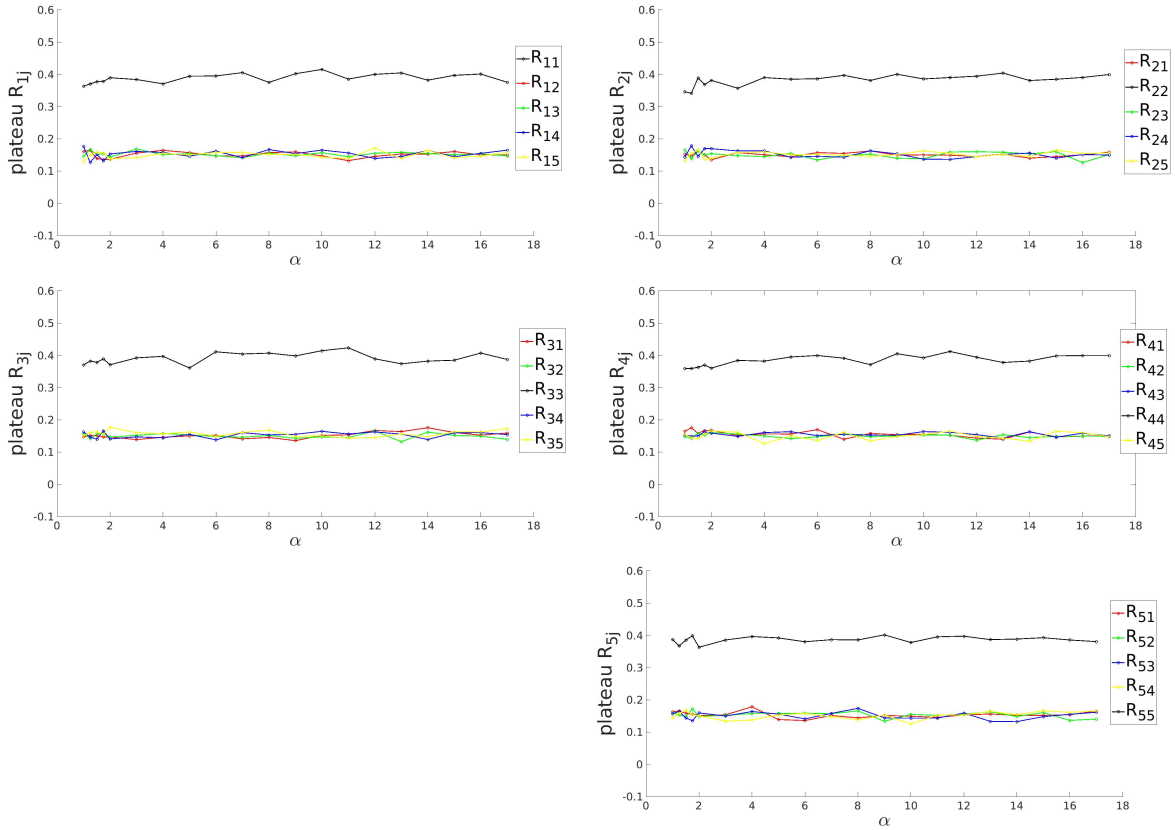 0.6
0.5
0.4
0.3
0.2
0.1
0
-0.1
plateau R1j
0 2 4 6 8 10 12 14 16 18
α
R11
R12
R13
R14
R15
0.6
0.5
0.4
0.3
0.2
0.1
0
-0.1
plateau R2j
0 2 4 6 8 10 12 14 16 18
α
R21
R22
R23
R24
R25
0.6
0.5
0.4
0.3
0.2
0.1
0
-0.1
plateau R3j
0 2 4 6 8 10 12 14 16 18
α
R31
R32
R33
R34
R35
0.6
0.5
0.4
0.3
0.2
0.1
0
-0.1
plateau R4j
0 2 4 6 8 10 12 14 16 18
α
R41
R42
R43
R44
R45
0.6
0.5
0.4
0.3
0.2
0.1
0
-0.1
plateau R5j
0 2 4 6 8 10 12 14 16 18
α
R51
R52
R53
R54
R55